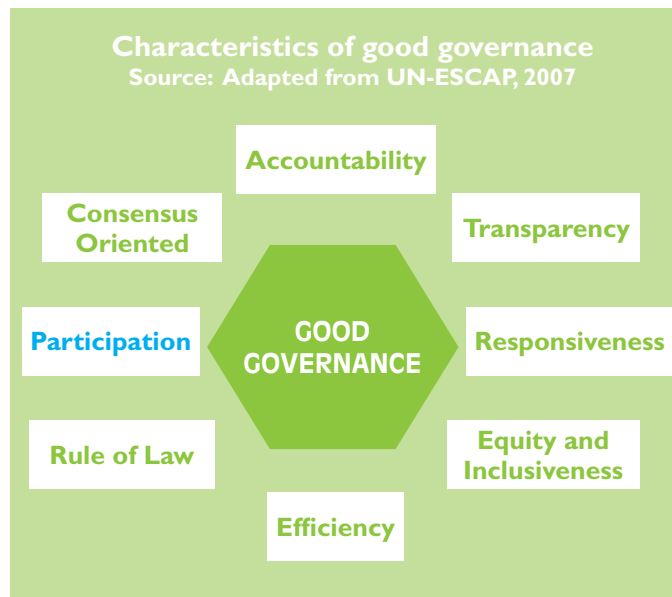 Characteristics of good governance
Source: Adapted from UN-ESCAP, 2007
Accountability
Consensus
Oriented
Transparency
Participation
GOOD
GOVERNANCE
Responsiveness
Rule of Law
Equity and
Inclusiveness
Efficiency